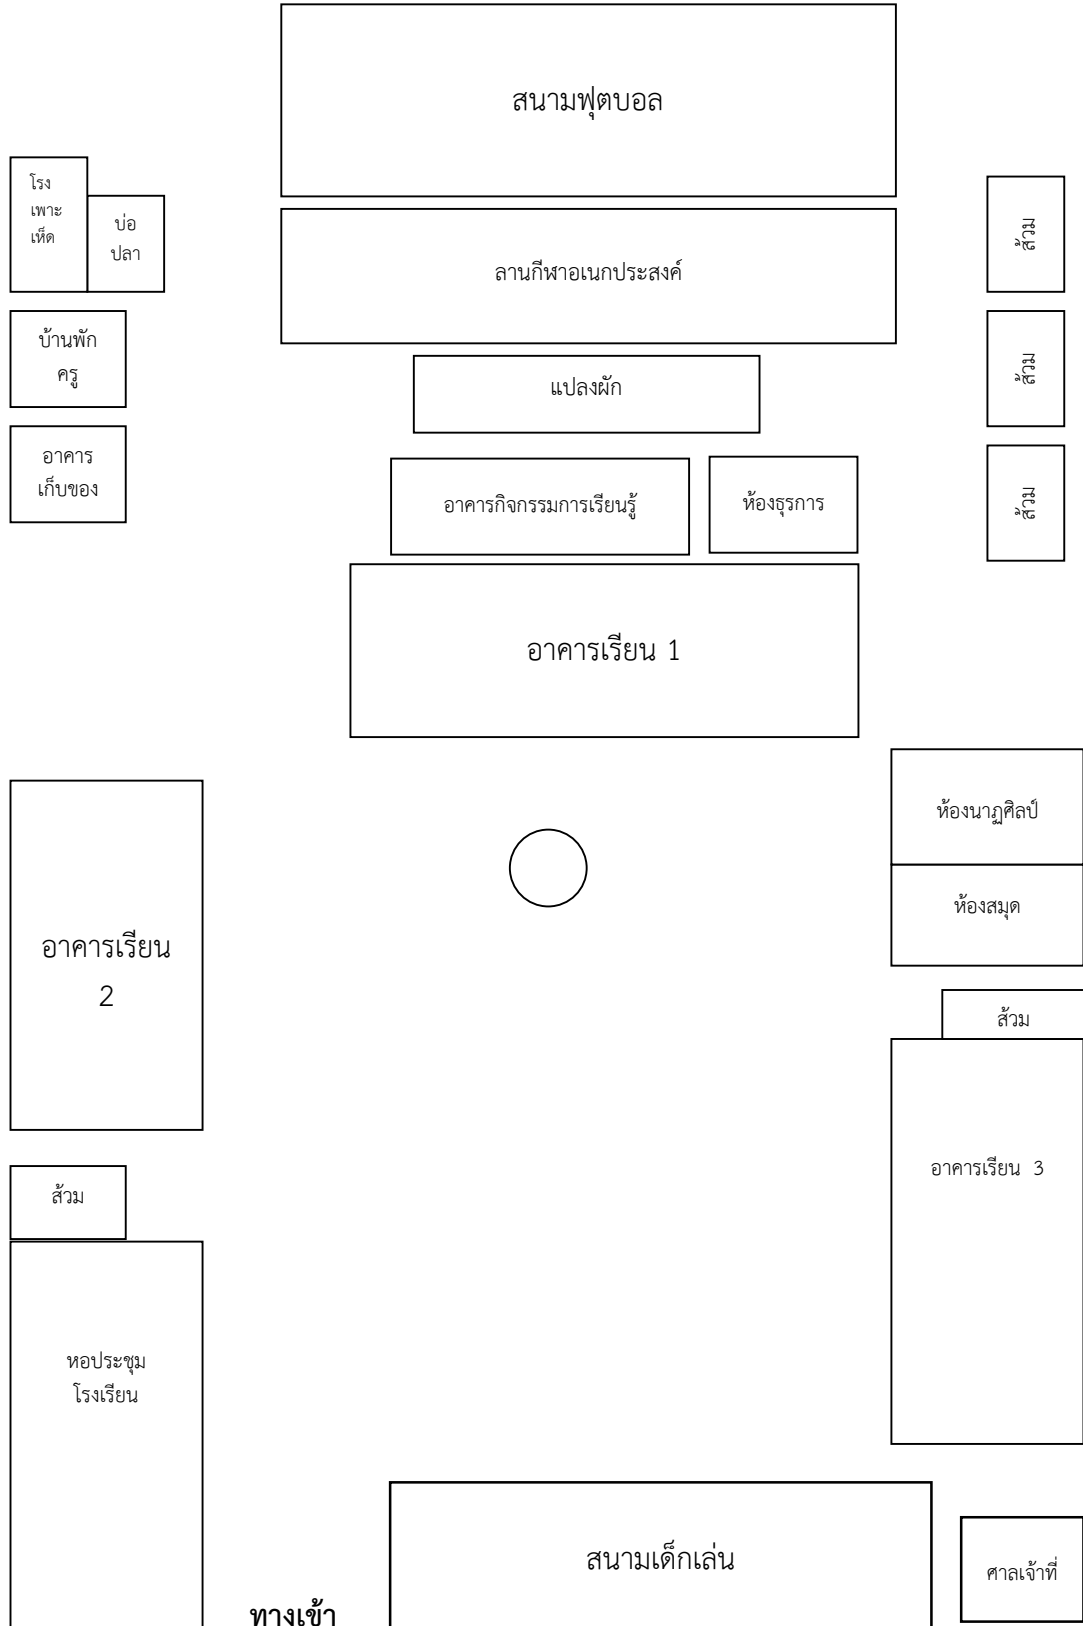 สนามฟุตบอล
โรง
เพาะ
เห็ด
บ่อ
ปลา
ลานกีฬาอเนกประสงค์
ส้วม
บ้านพัก
ครู
แปลงผัก
ส้วม
อาคาร
เก็บของ
อาคารกิจกรรมการเรียนรู้
ห้องธุรการ
ส้วม
อาคารเรียน 1
ห้องนาฏศิลป์
ห้องสมุด
อาคารเรียน
2
ส้วม
อาคารเรียน 3
ส้วม
หอประชุม
โรงเรียน
สนามเด็กเล่น
ศาลเจ้าที่
ทางเข้า